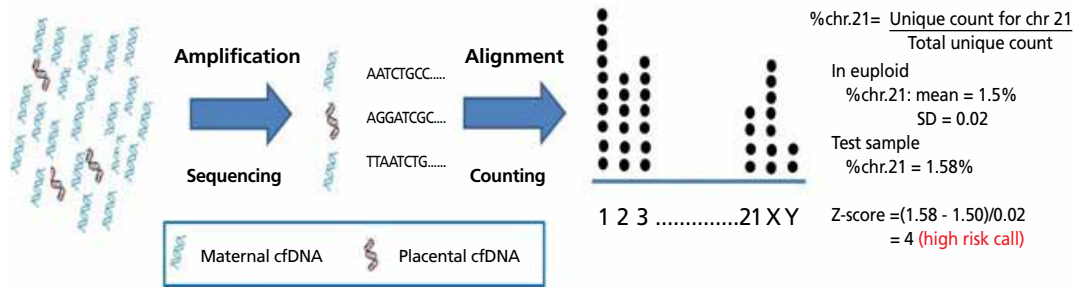 Amplification
Sequencing
AATCTGCC.....
AGGATCGC....
TTAATCTG......
Alignment
Counting
1 2 3 ..............21 X Y
%chr.21= Unique count for chr 21
Total unique count
In euploid
%chr.21: mean = 1.5%
SD = 0.02
Test sample
%chr.21 = 1.58%
Z-score =(1.58 - 1.50)/0.02
= 4 (high risk call)
Maternal cfDNA
Placental cfDNA